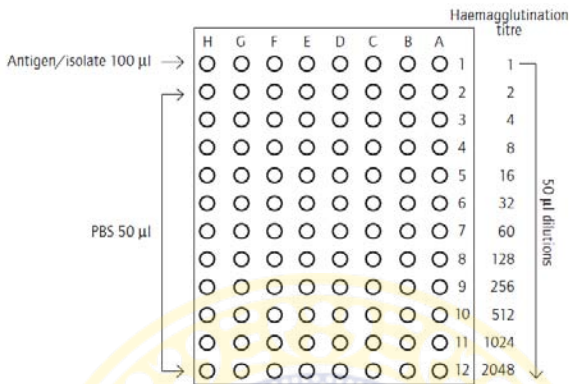 Haemagglutination
titre
H G F E D C B A
Antigen/isolate 100 µl 1 1
2 2
3 4
4 8
5 16
6 32
PBS 50 µl 7 60
8 128
9 256
10 512
11 1024
12 2048
50 µl dilutions